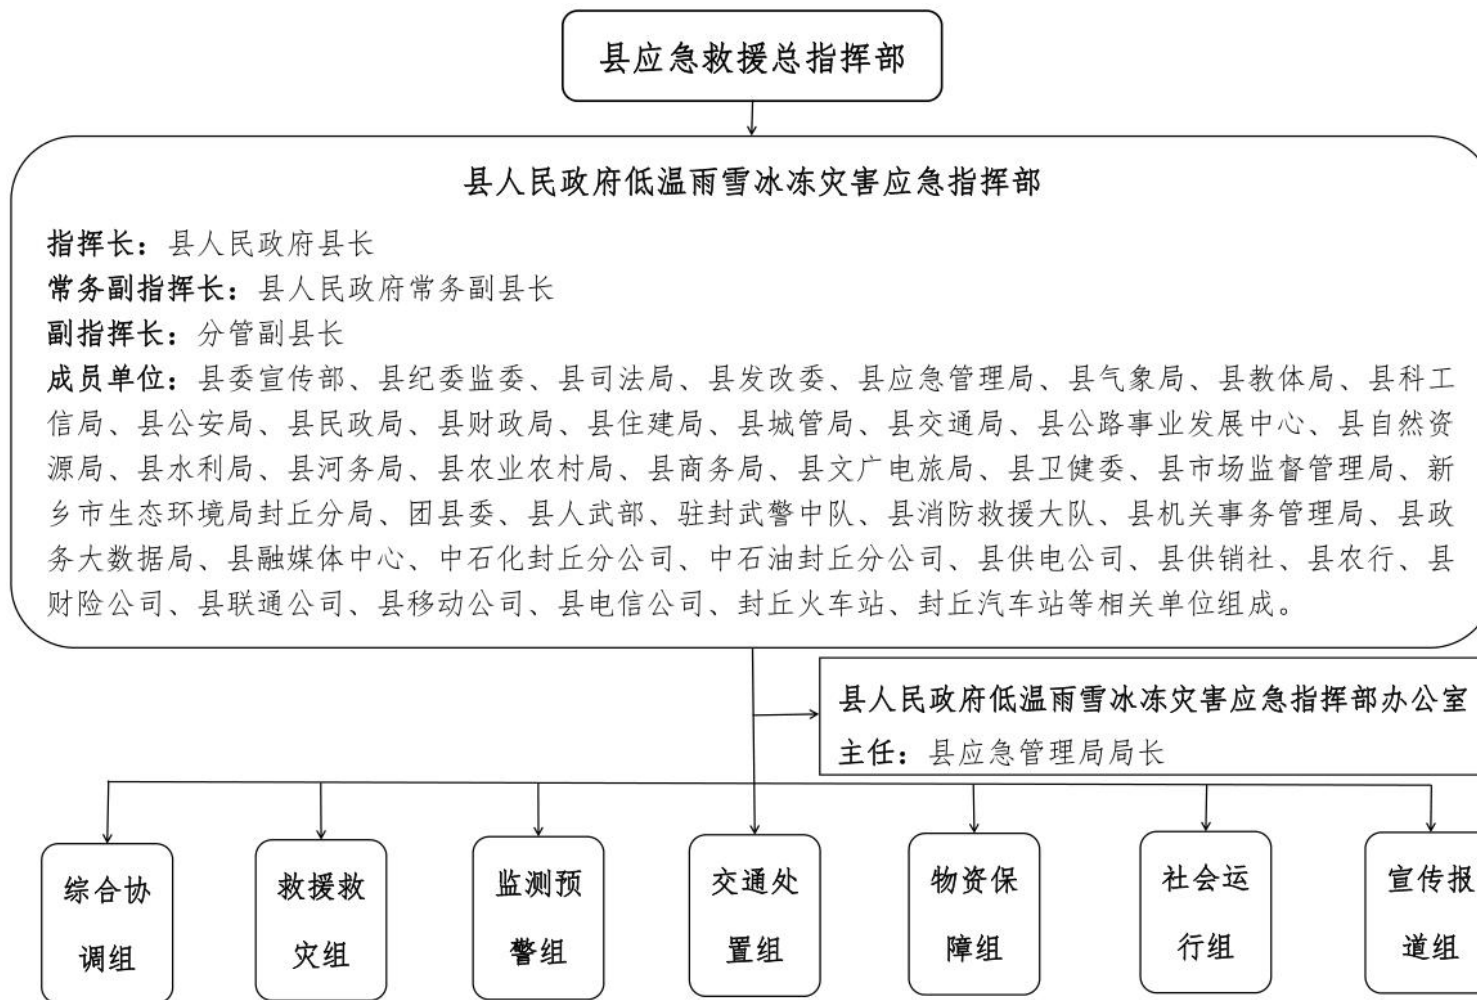 县应急救援总指挥部
县人民政府低温雨雪冰冻灾害应急指挥部
指挥长：县人民政府县长
常务副指挥长：县人民政府常务副县长
副指挥长：分管副县长
成员单位：县委宣传部、县纪委监委、县司法局、县发改委、县应急管理局、县气象局、县教体局、县科工
信局、县公安局、县民政局、县财政局、县住建局、县城管局、县交通局、县公路事业发展中心、县自然资
源局、县水利局、县河务局、县农业农村局、县商务局、县文广电旅局、县卫健委、县市场监督管理局、新
乡市生态环境局封丘分局、团县委、县人武部、驻封武警中队、县消防救援大队、县机关事务管理局、县政
务大数据局、县融媒体中心、中石化封丘分公司、中石油封丘分公司、县供电公司、县供销社、县农行、县
财险公司、县联通公司、县移动公司、县电信公司、封丘火车站、封丘汽车站等相关单位组成。
县人民政府低温雨雪冰冻灾害应急指挥部办公室
主任：县应急管理局局长
综合协
调组
救援救
灾组
监测预
警组
交通处
置组
物资保
障组
社会运
行组
宣传报
道组